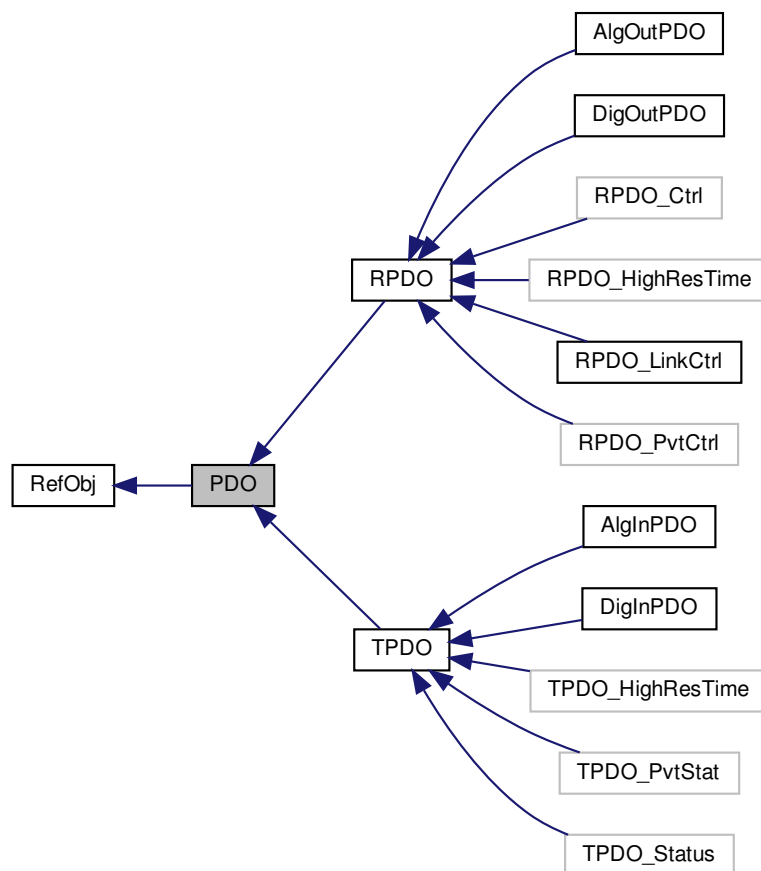 AlgOutPDO
DigOutPDO
RPDO_Ctrl
RPDO
RPDO_HighResTime
RPDO_LinkCtrl
RPDO_PvtCtrl
RefObj
PDO
AlgInPDO
DigInPDO
TPDO
TPDO_HighResTime
TPDO_PvtStat
TPDO_Status